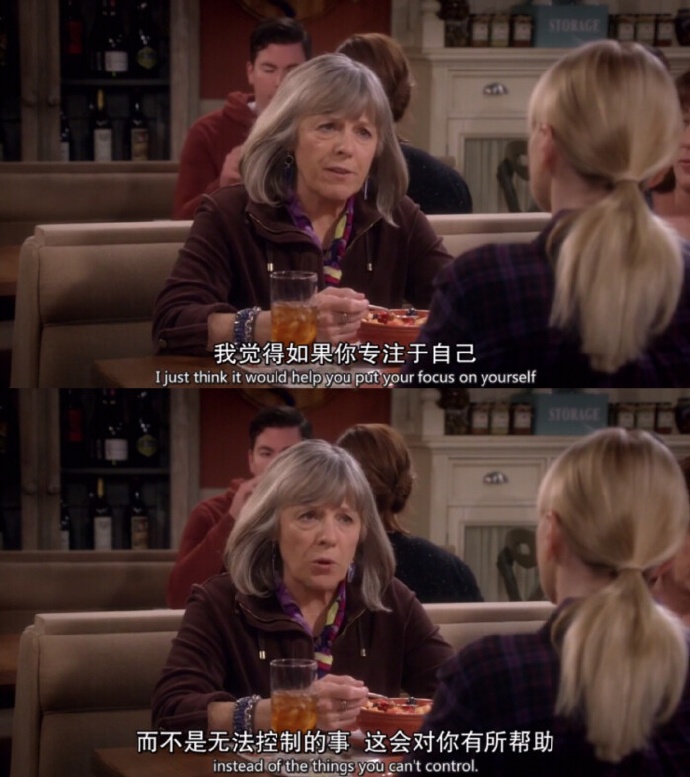 STORAGE
我觉得如果你专注于自己
I just think it would help you put your focus on yourself
STORAGE
而不是无法控制的事 这会对你有所帮助
instead of the things you can't control.